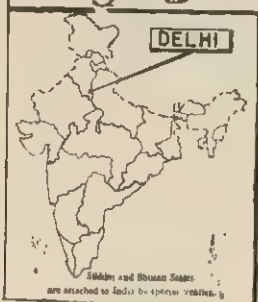 DELHI
Sikkim and Bhutan States
are attached to India by special treaties.